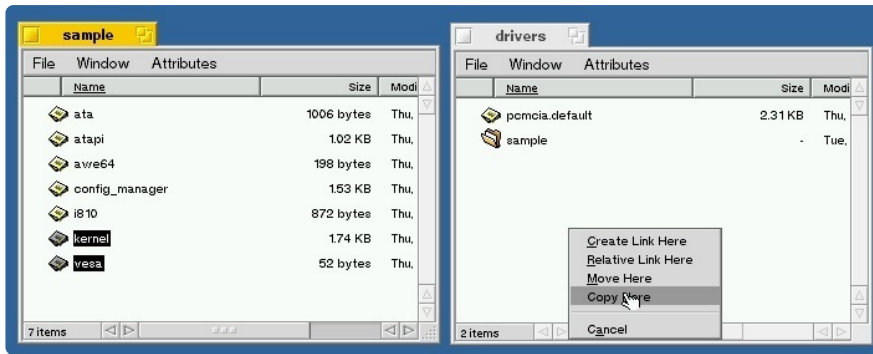 sample
File Window Attributes
Name Size Modi
ata 1006 bytes Thu,
atapi 1.02 KB Thu,
awe64 198 bytes Thu,
config_manager 1.53 KB Thu,
i810 872 bytes Thu,
kernel 1.74 KB Thu,
vesa 52 bytes Thu,
7 items
drivers
File Window Attributes
Name Size Modi
pcmcia.default 2.31 KB Thu,
sample - Tue,
Create Link Here
Relative Link Here
Move Here
Copy Here
Cancel
2 items